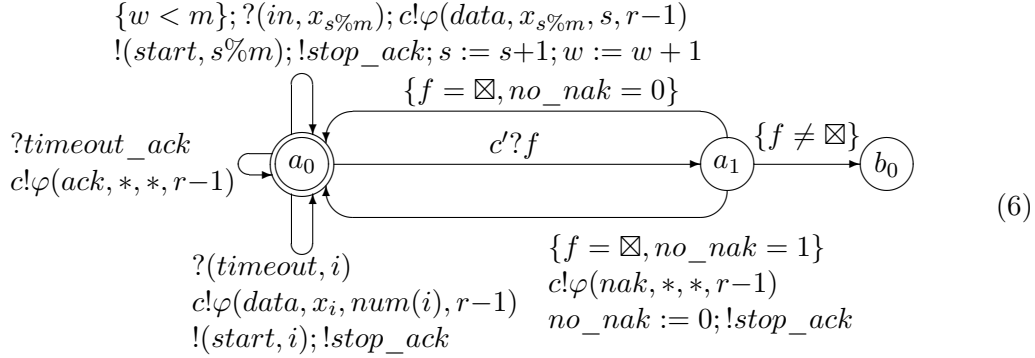 {w < m}; ?(in, x_{s%m}); c!φ(data, x_{s%m}, s, r−1)
!(start, s%m); !stop_ack; s := s+1; w := w + 1
{f = ⊠, no_nak = 0}
?timeout_ack
c!φ(ack, ∗, ∗, r−1)
a_0
c'?f
a_1
{f ≠ ⊠}
b_0
(6)
?(timeout, i)
c!φ(data, x_i, num(i), r−1)
!(start, i); !stop_ack
{f = ⊠, no_nak = 1}
c!φ(nak, ∗, ∗, r−1)
no_nak := 0; !stop_ack